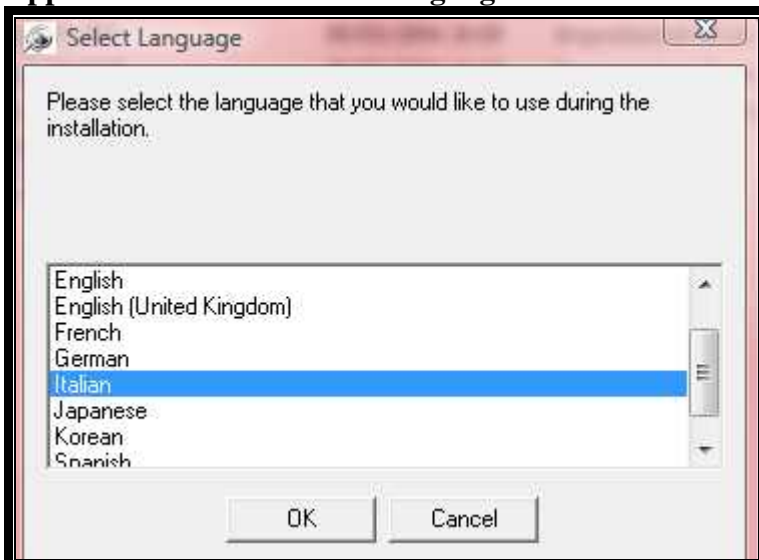 Select Language
Please select the language that you would like to use during the
installation.
English
English (United Kingdom)
French
German
Italian
Japanese
Korean
Spanish
OK Cancel